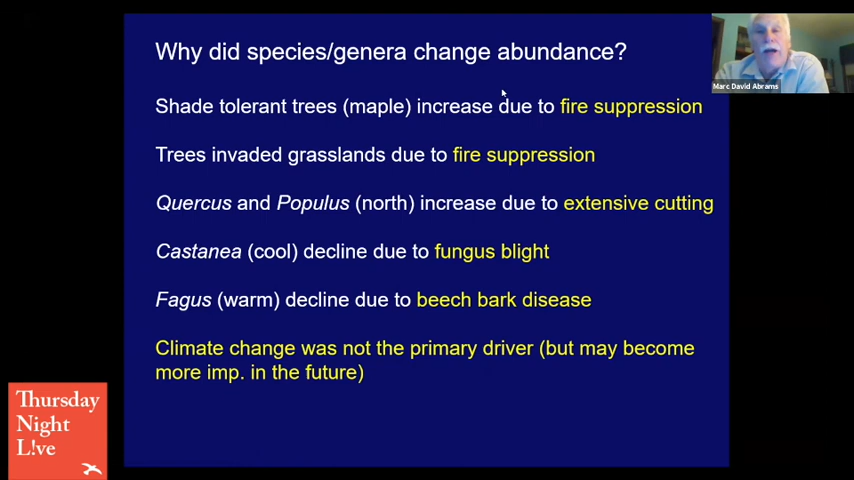 Why did species/genera change abundance?
Marc David Abrams
Shade tolerant trees (maple) increase due to fire suppression
Trees invaded grasslands due to fire suppression
Quercus and Populus (north) increase due to extensive cutting
Castanea (cool) decline due to fungus blight
Fagus (warm) decline due to beech bark disease
Climate change was not the primary driver (but may become
more imp. in the future)
Thursday
Night
L!ve